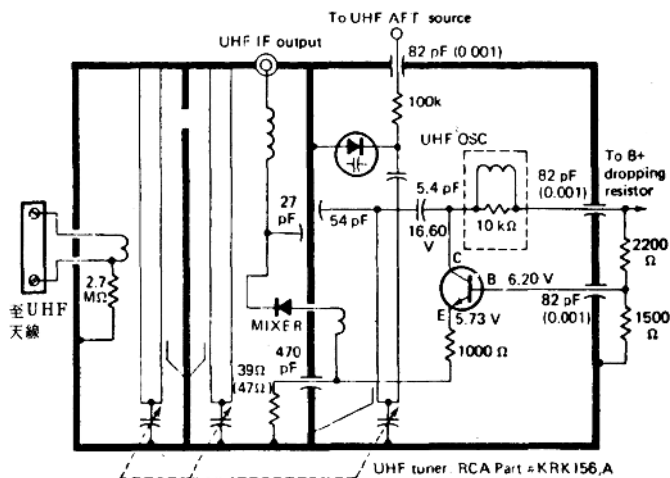 To UHF AFT source
UHF IF output
82 pF (0.001)
100k
UHF OSC
To B+
dropping
resistor
82 pF
(0.001)
5.4 pF
27
pF
54 pF
16.60
V
10 kΩ
2200
Ω
C
B
6.20 V
82 pF
(0.001)
E
5.73 V
2.7
MΩ
至UHF
天線
MIXER
1500
Ω
1000 Ω
470
pF
39Ω
(47Ω)
UHF tuner. RCA Part #KRK156,A